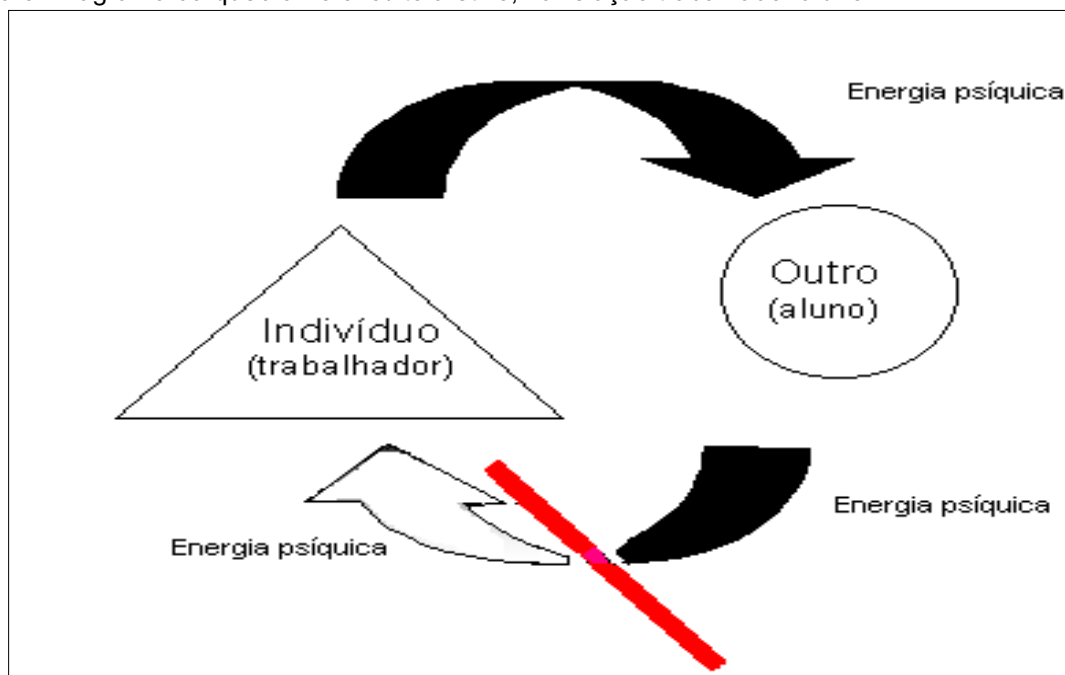 Energia psíquica
Outro
(aluno)
Indivíduo
(trabalhador)
Energia psíquica
Energia psíquica